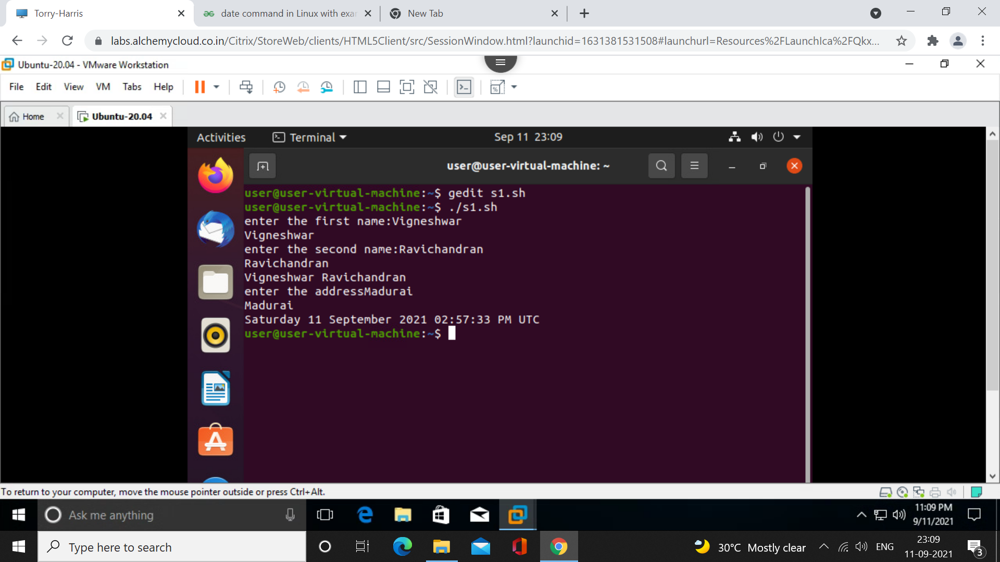 Torry-Harris
date command in Linux with exar
New Tab
labs.alchemycloud.co.in/Citrix/StoreWeb/clients/HTML5Client/src/SessionWindow.html?launchid=1631381531508#launchurl=Resources%2FLaunchIca%2FQkx...
Ubuntu-20.04 - VMware Workstation
File Edit View VM Tabs Help
Home Ubuntu-20.04
Activities Terminal Sep 11 23:09
user@user-virtual-machine: ~
user@user-virtual-machine:~$ gedit s1.sh
user@user-virtual-machine:~$ ./s1.sh
enter the first name:Vigneshwar
Vigneshwar
enter the second name:Ravichandran
Ravichandran
Vigneshwar Ravichandran
enter the addressMadurai
Madurai
Saturday 11 September 2021 02:57:33 PM UTC
user@user-virtual-machine:~$
To return to your computer, move the mouse pointer outside or press Ctrl+Alt.
Ask me anything
11:09 PM
9/11/2021
Type here to search
30°C Mostly clear
ENG
23:09
11-09-2021
3